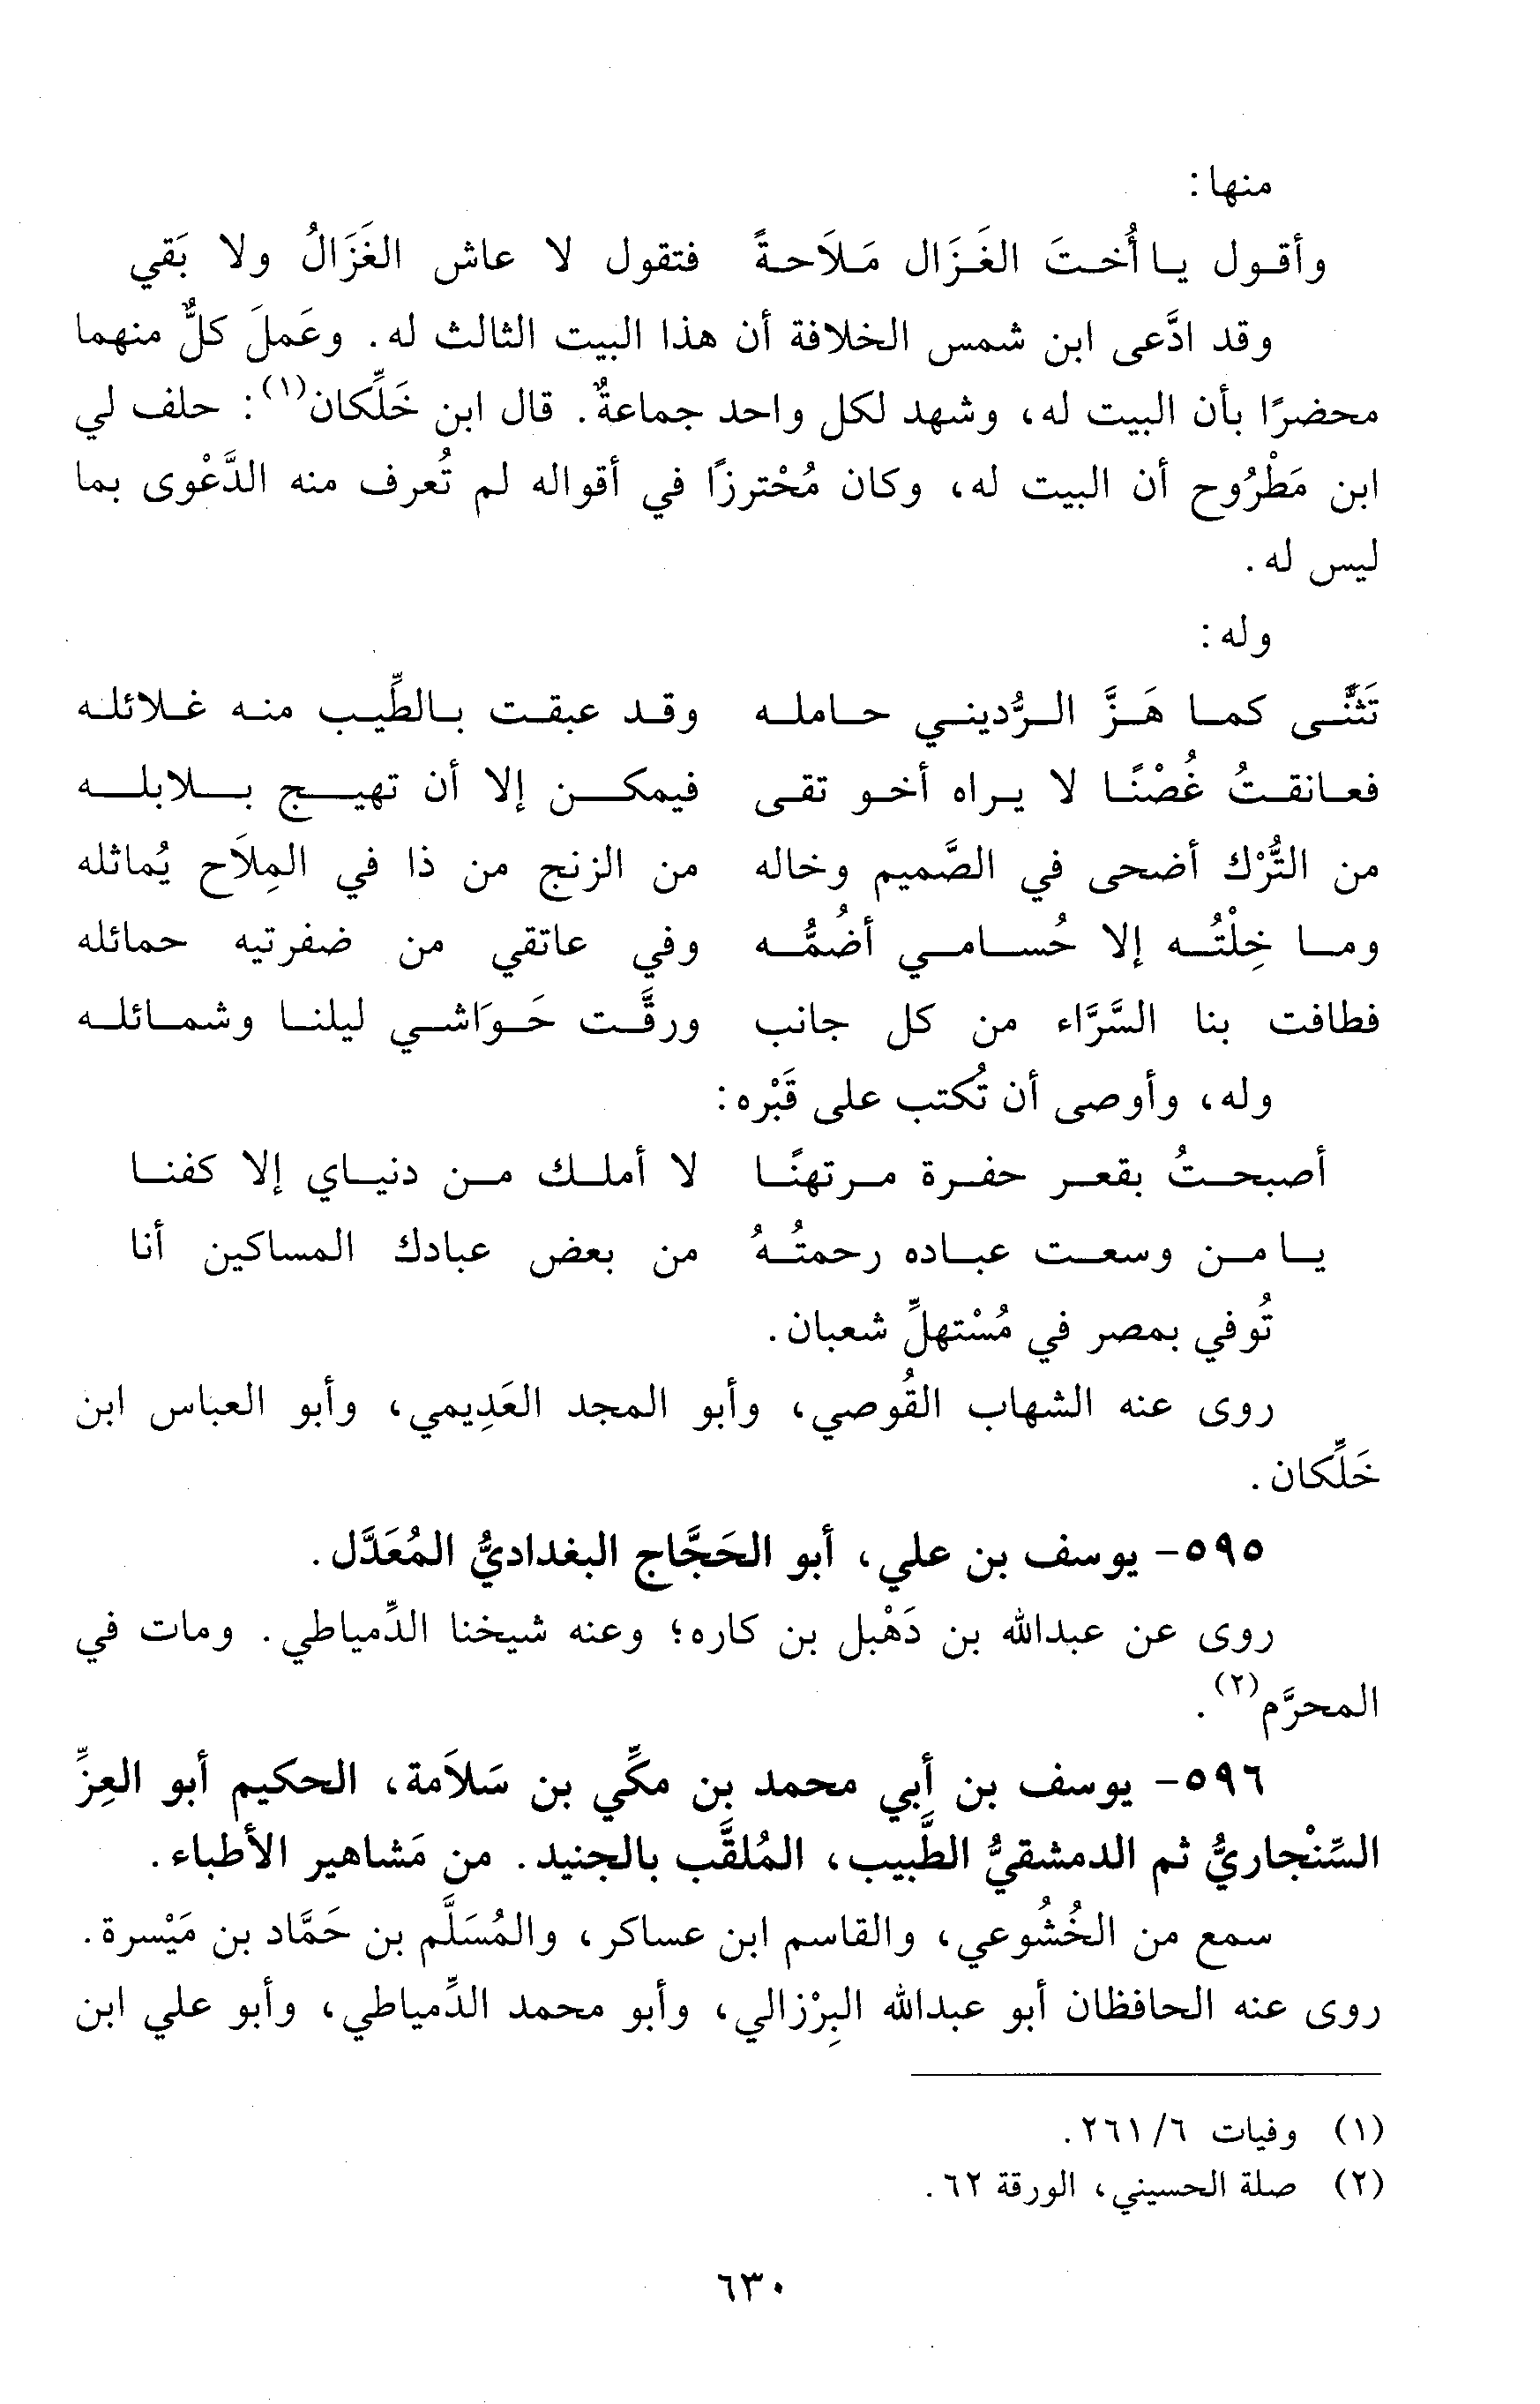 منها:
وأقول يا أُختَ الغَزَال مَلاَحةً فتقول لا عاش الغَزَالُ ولا بَقي
وقد ادَّعى ابن شمس الخلافة أن هذا البيت الثالث له. وعَملَ كلٌّ منهما
محضرًا بأن البيت له، وشهد لكل واحد جماعةٌ. قال ابن خَلِّكان(١): حلف لي
ابن مَطْرُوح أن البيت له، وكان مُحْترزًا في أقواله لم تُعرف منه الدَّعْوى بما
ليس له.
وله:
تَثَنَّى كما هَزَّ الرُّديني حامله وقد عبقت بالطِّيب منه غلائله
فعانقتُ غُصْنًا لا يراه أخو تقى فيمكن إلا أن تهيج بلابله
من التُّرْك أضحى في الصَّميم وخاله من الزنج من ذا في المِلاَح يُماثله
وما خِلْتُه إلا حُسامي أضُمُّه وفي عاتقي من ضفرتيه حمائله
فطافت بنا السَّرَّاء من كل جانب ورقَّت حَوَاشي ليلنا وشمائله
وله، وأوصى أن تُكتب على قَبْره:
أصبحتُ بقعر حفرة مرتهنًا لا أملك من دنياي إلا كفنا
يا من وسعت عباده رحمتُهُ من بعض عبادك المساكين أنا
تُوفي بمصر في مُسْتهلِّ شعبان.
روى عنه الشهاب القُوصي، وأبو المجد العَدِيمي، وأبو العباس ابن
خَلِّكان.
٥٩٥- يوسف بن علي، أبو الحَجَّاج البغداديُّ المُعَدَّل.
روى عن عبدالله بن دَهْبل بن كاره؛ وعنه شيخنا الدِّمياطي. ومات في
المحرَّم(٢).
٥٩٦- يوسف بن أبي محمد بن مكِّي بن سَلاَمة، الحكيم أبو العِزِّ
السِّنْجاريُّ ثم الدمشقيُّ الطَّبيب، المُلقَّب بالجنيد. من مَشاهير الأطباء.
سمع من الخُشُوعي، والقاسم ابن عساكر، والمُسَلَّم بن حَمَّاد بن مَيْسرة.
روى عنه الحافظان أبو عبدالله البِرْزالي، وأبو محمد الدِّمياطي، وأبو علي ابن
(١) وفيات ٦/ ٢٦١.
(٢) صلة الحسيني، الورقة ٦٢.
٦٣٠